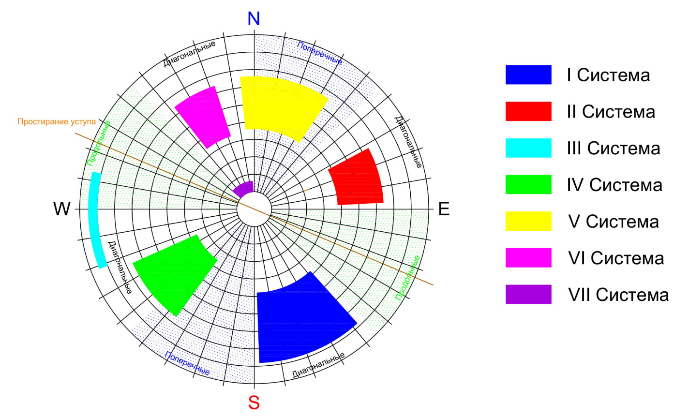 N
Диагональные
Поперечные
Простирание уступа
Продольные
Диагональные
W
E
Диагональные
Продольные
Поперечные
Диагональные
S
I Система
II Система
III Система
IV Система
V Система
VI Система
VII Система